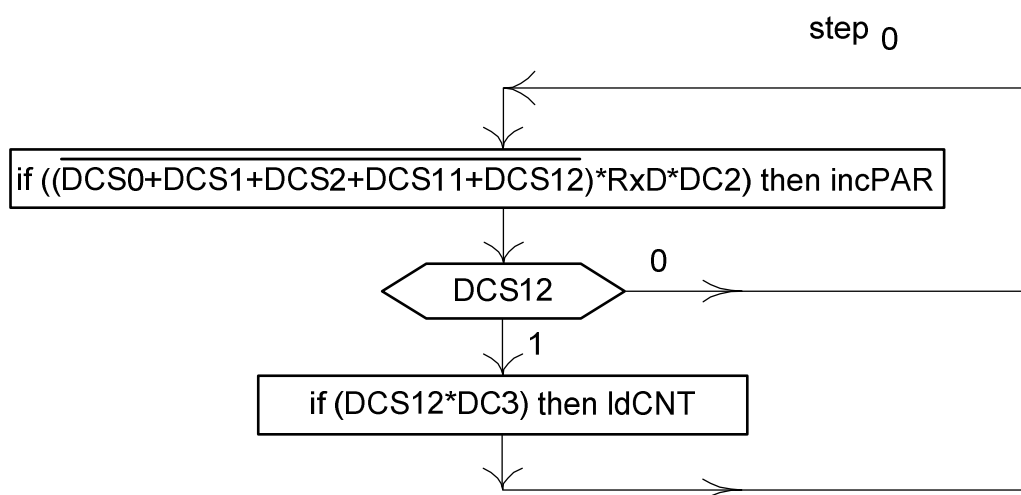 step 0
if ((DCS0+DCS1+DCS2+DCS11+DCS12)*RxD*DC2) then incPAR
0
DCS12
1
if (DCS12*DC3) then ldCNT